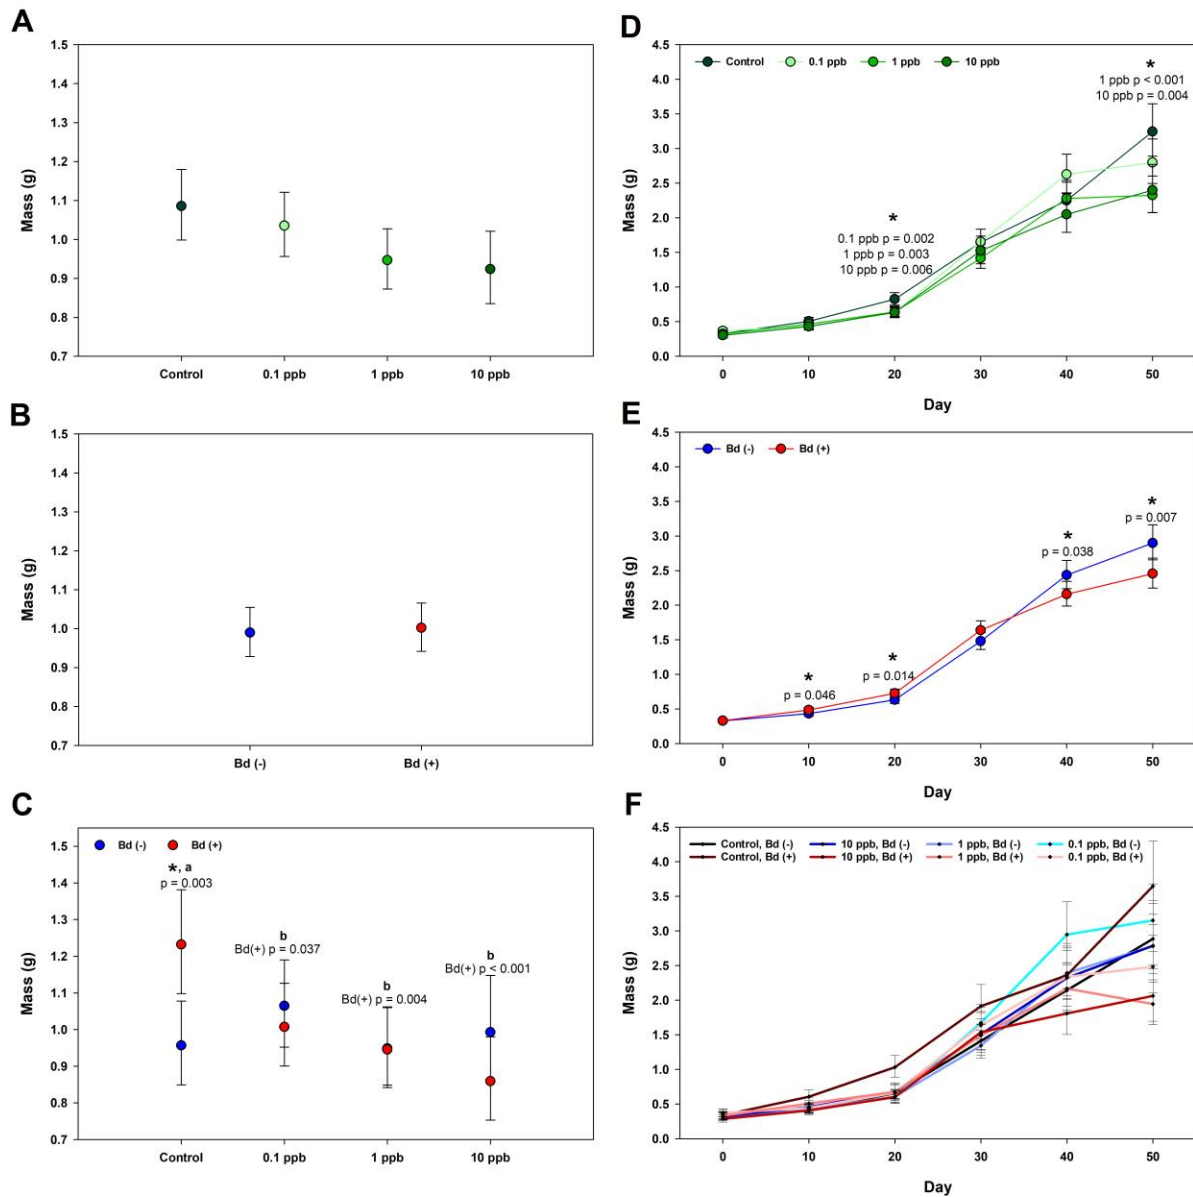 A
1.5
1.4
1.3
1.2
1.1
1.0
0.9
0.8
0.7
Mass (g)
Control
0.1 ppb
1 ppb
10 ppb
B
1.5
1.4
1.3
1.2
1.1
1.0
0.9
0.8
0.7
Mass (g)
Bd (-)
Bd (+)
C
Bd (-)
Bd (+)
1.5
1.4
1.3
1.2
1.1
1.0
0.9
0.8
0.7
Mass (g)
*, a
p = 0.003
b
Bd(+) p = 0.037
b
Bd(+) p = 0.004
b
Bd(+) p < 0.001
Control
0.1 ppb
1 ppb
10 ppb
D
Control
0.1 ppb
1 ppb
10 ppb
4.5
4.0
3.5
3.0
2.5
2.0
1.5
1.0
0.5
0.0
Mass (g)
*
0.1 ppb p = 0.002
1 ppb p = 0.003
10 ppb p = 0.006
*
1 ppb p < 0.001
10 ppb p = 0.004
0
10
20
30
40
50
Day
E
Bd (-)
Bd (+)
4.5
4.0
3.5
3.0
2.5
2.0
1.5
1.0
0.5
0.0
Mass (g)
*
p = 0.046
*
p = 0.014
*
p = 0.038
*
p = 0.007
0
10
20
30
40
50
Day
F
Control, Bd (-)
10 ppb, Bd (-)
1 ppb, Bd (-)
0.1 ppb, Bd (-)
Control, Bd (+)
10 ppb, Bd (+)
1 ppb, Bd (+)
0.1 ppb, Bd (+)
4.5
4.0
3.5
3.0
2.5
2.0
1.5
1.0
0.5
0.0
Mass (g)
0
10
20
30
40
50
Day